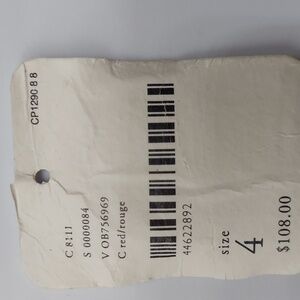 CP1290 8 8
C 8111
S 0000084
V OB756969
C red/rouge
44622892
size
4
$108.00